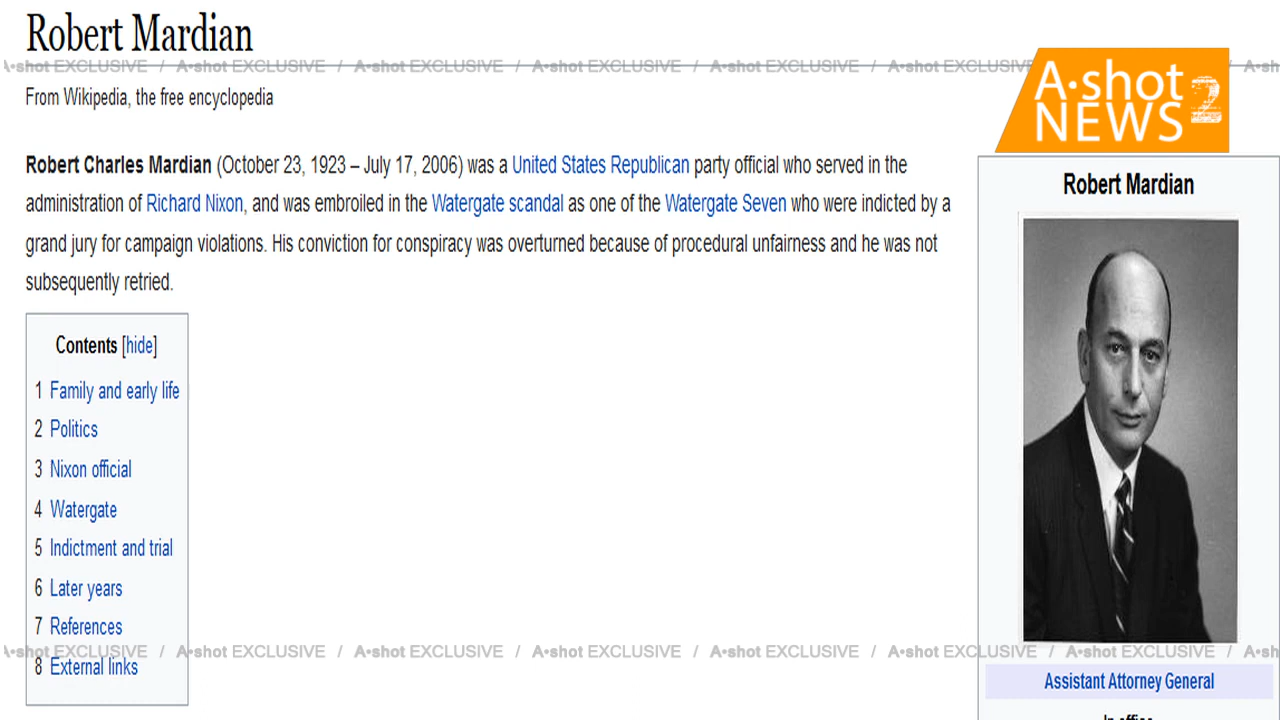 Robert Mardian
A•shot EXCLUSIVE / A•shot EXCLUSIVE / A•shot EXCLUSIVE / A•shot EXCLUSIVE / A•shot EXCLUSIVE / A•shot EXCLUSIVE / A•sh
A•shot
NEWS 2
From Wikipedia, the free encyclopedia
Robert Charles Mardian (October 23, 1923 – July 17, 2006) was a United States Republican party official who served in the
administration of Richard Nixon, and was embroiled in the Watergate scandal as one of the Watergate Seven who were indicted by a
grand jury for campaign violations. His conviction for conspiracy was overturned because of procedural unfairness and he was not
subsequently retried.
Contents [hide]
1 Family and early life
2 Politics
3 Nixon official
4 Watergate
5 Indictment and trial
6 Later years
7 References
8 External links
A•shot EXCLUSIVE / A•shot EXCLUSIVE / A•shot EXCLUSIVE / A•shot EXCLUSIVE / A•shot EXCLUSIVE / A•shot EXCLUSIVE / A•shot EXCLUSIVE / A•sh
Robert Mardian
Assistant Attorney General
In office